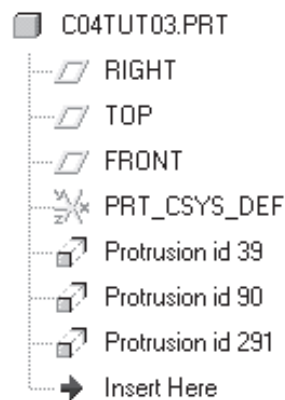 C04TUT03.PRT
RIGHT
TOP
FRONT
PRT_CSYS_DEF
Protrusion id 39
Protrusion id 90
Protrusion id 291
Insert Here